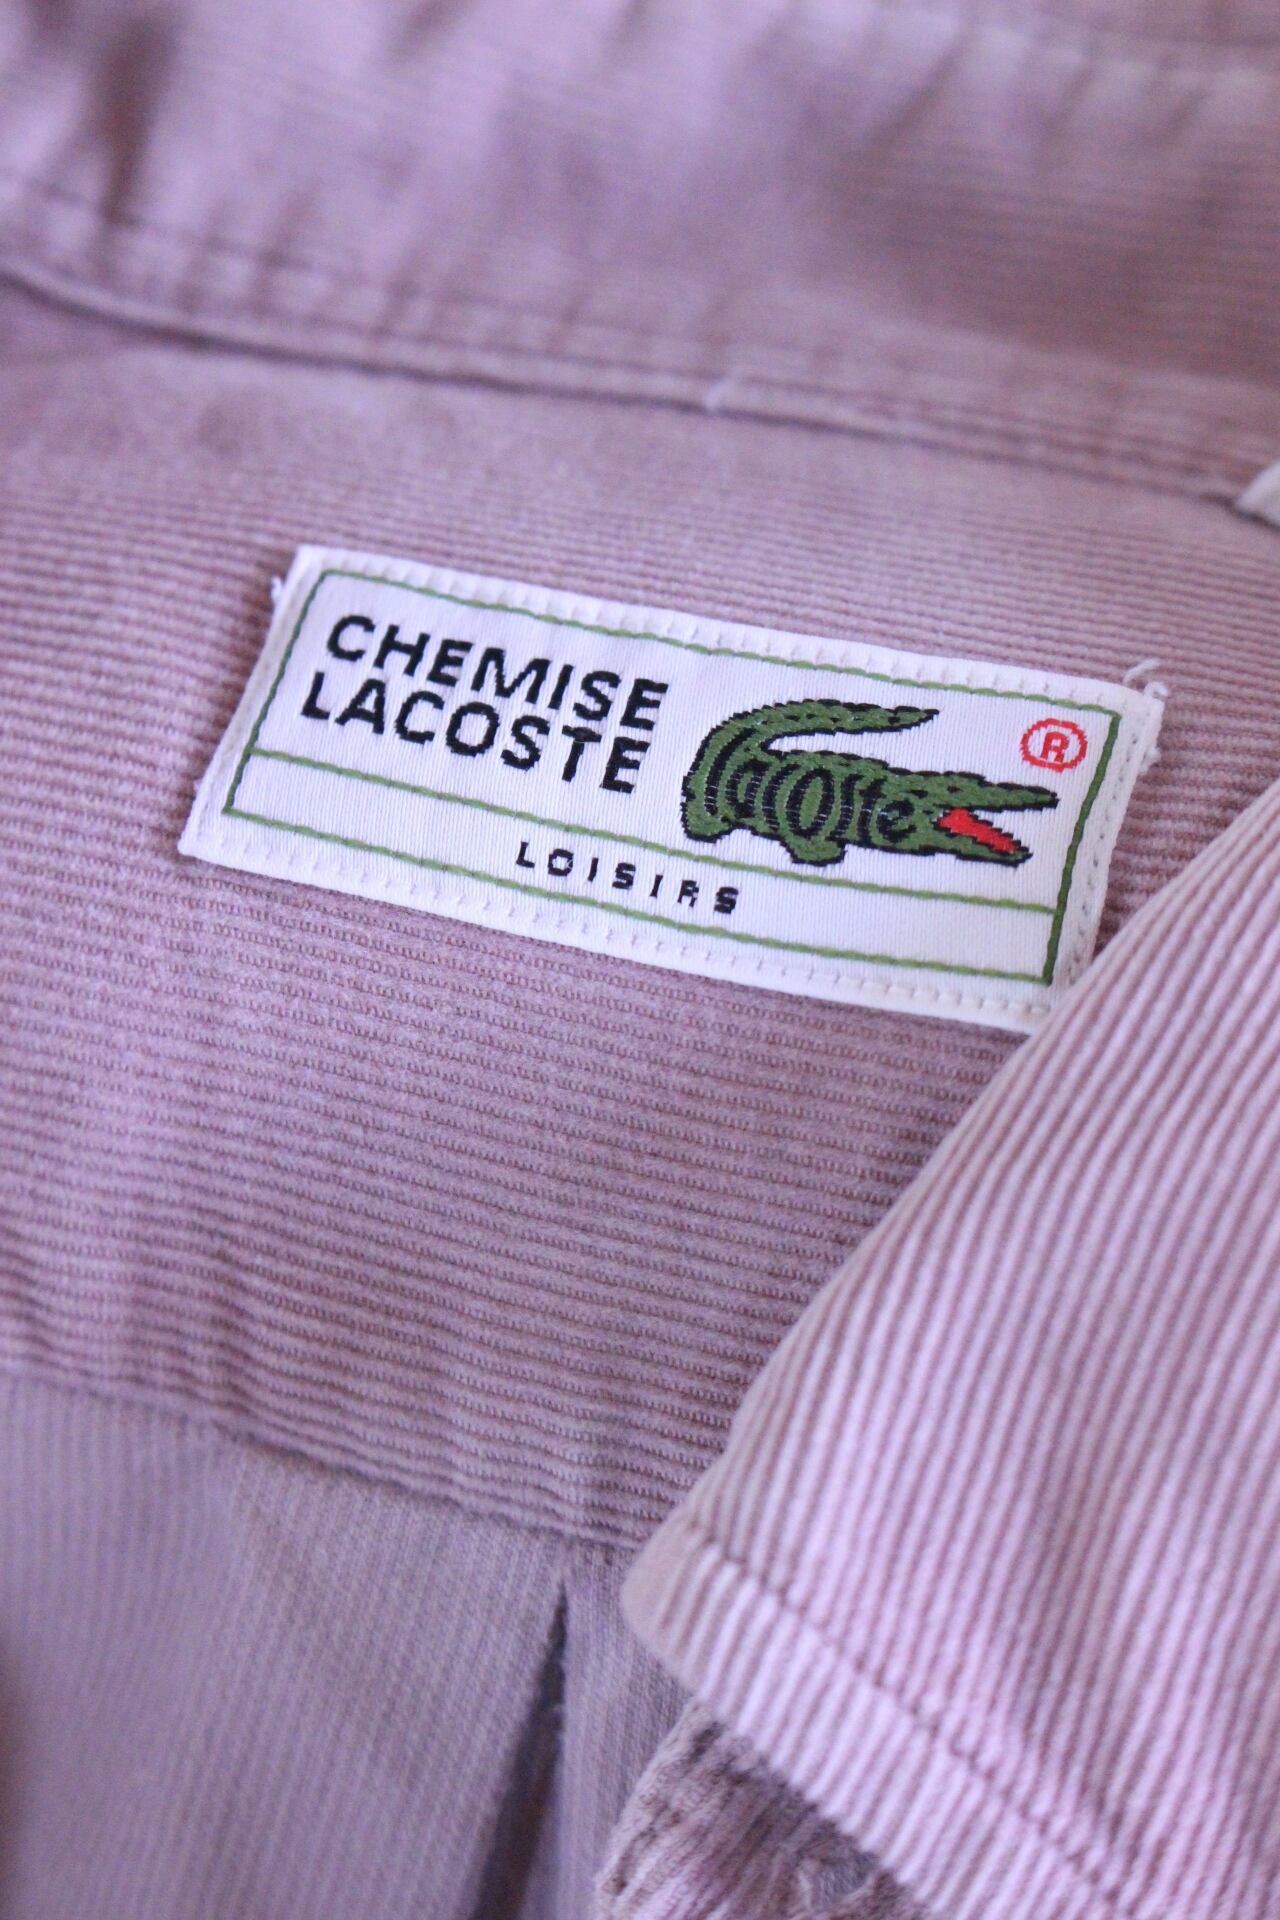 CHEMISE
LACOSTE
Lacoste
®
LOISIRS